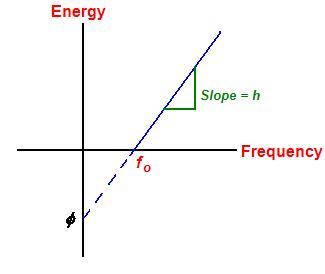 Energy
Slope = h
Frequency
fo
ϕ